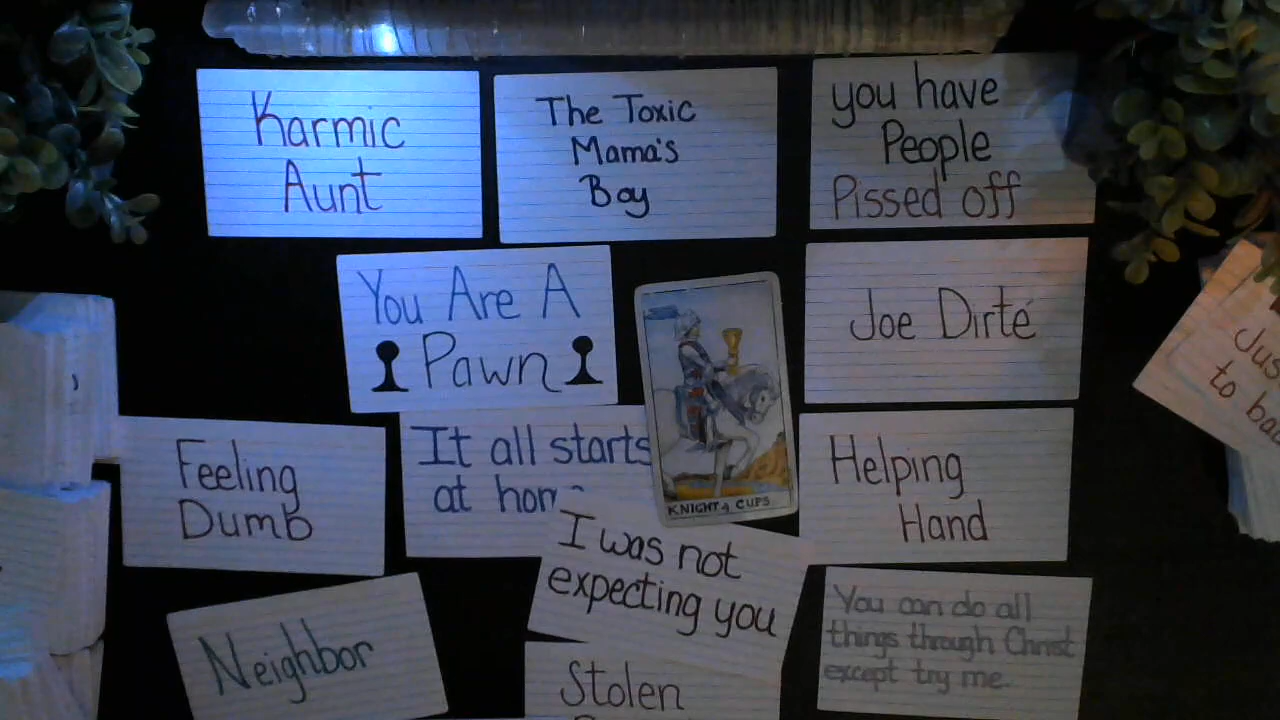 Karmic
Aunt
The Toxic
Mama's
Boy
you have
People
Pissed off
You Are A
Pawn
KNIGHT of CUPS
Joe Dirté
Feeling
Dumb
It all starts
at
Helping
Hand
I was not
expecting you
Neighbor
Stolen
You can do all
things through Christ
except try me.
to